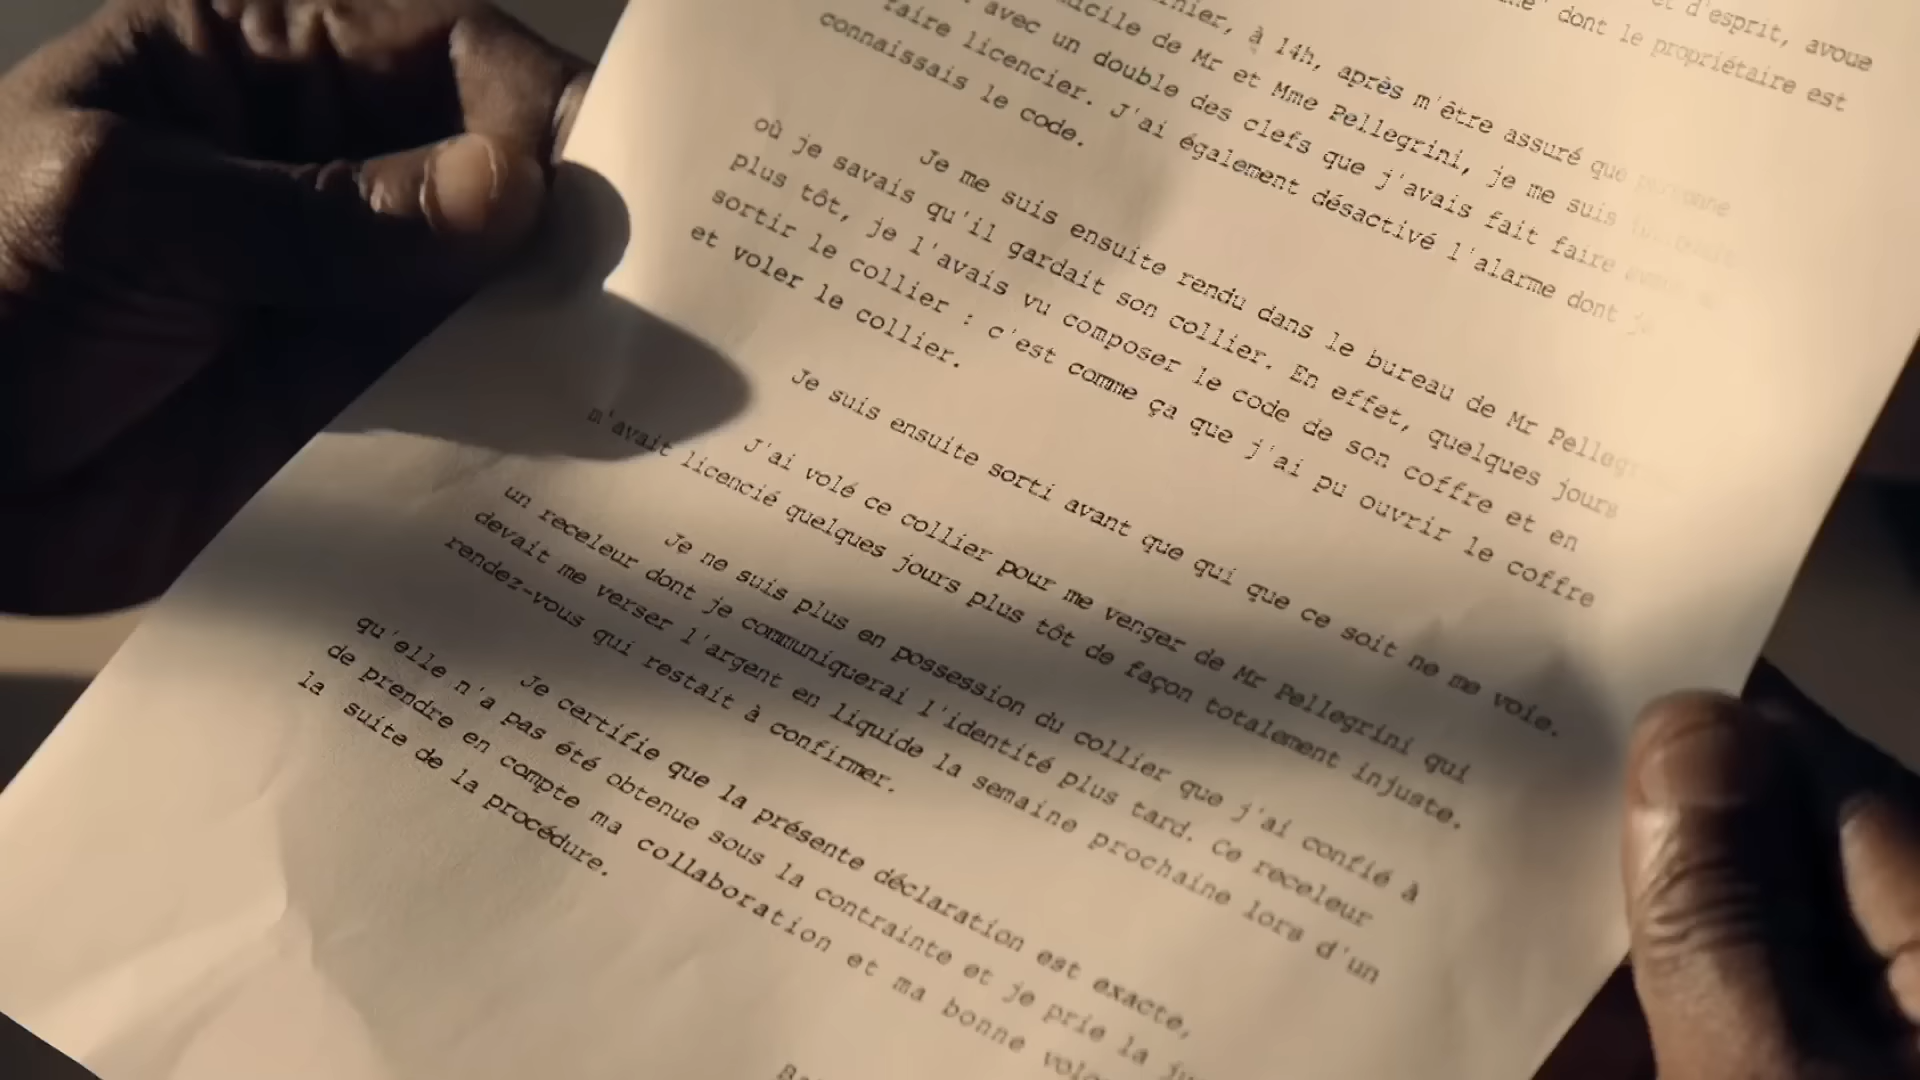 et d'esprit, avoue
dont le propriétaire est
à 14h, après m'être assuré que personne
de Mr et Mme Pellegrini, je me suis
avec un double des clefs que j'avais fait faire
faire licencier. J'ai également désactivé l'alarme dont je
connaissais le code.
Je me suis ensuite rendu dans le bureau de Mr
où je savais qu'il gardait son collier. En effet, quelques jours
plus tôt, je l'avais vu composer le code de son coffre et en
sortir le collier : c'est comme ça que j'ai pu ouvrir le coffre
et voler le collier.
Je suis ensuite sorti avant que qui que ce soit ne me voie.
J'ai volé ce collier pour me venger de Mr Pellegrini qui
m'avait licencié quelques jours plus tôt de façon totalement injuste.
Je ne suis plus en possession du collier que j'ai confié à
un receleur dont je communiquerai l'identité plus tard. Ce receleur
devait me verser l'argent en liquide la semaine prochaine lors d'un
rendez-vous qui restait à confirmer.
Je certifie que la présente déclaration est exacte,
qu'elle n'a pas été obtenue sous la contrainte et je prie la
de prendre en compte ma collaboration et ma bonne
la suite de la procédure.